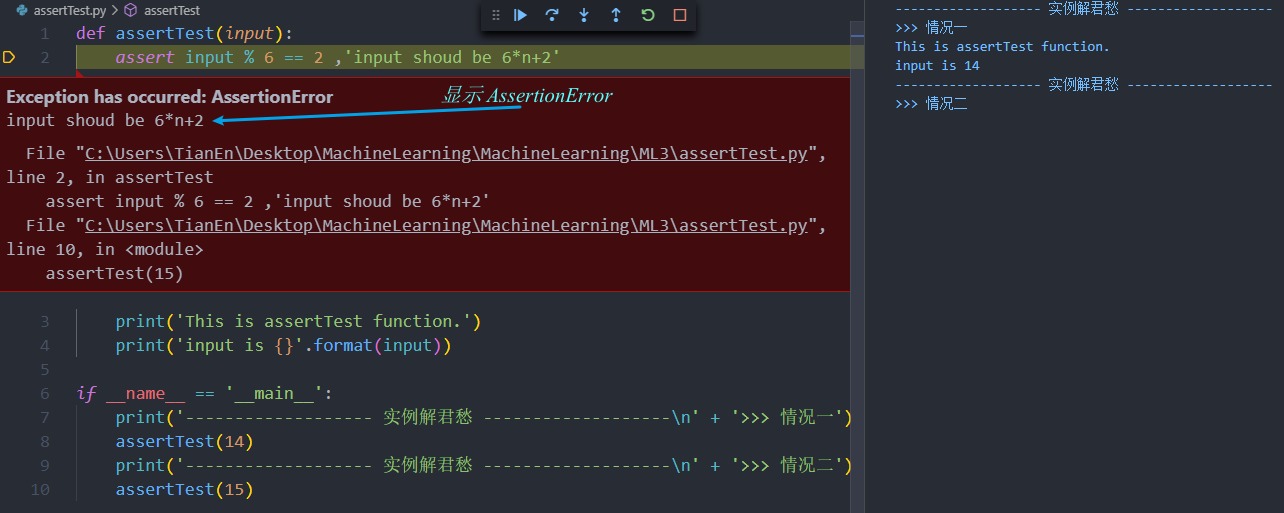 assertTest.py > assertTest
1 def assertTest(input):
2 assert input % 6 == 2 ,'input shoud be 6*n+2'
Exception has occurred: AssertionError
显示 AssertionError
input shoud be 6*n+2
File "C:\Users\TianEn\Desktop\MachineLearning\MachineLearning\ML3\assertTest.py",
line 2, in assertTest
assert input % 6 == 2 ,'input shoud be 6*n+2'
File "C:\Users\TianEn\Desktop\MachineLearning\MachineLearning\ML3\assertTest.py",
line 10, in <module>
assertTest(15)
3 print('This is assertTest function.')
4 print('input is {}'.format(input))
5
6 if __name__ == '__main__':
7 print('------------------- 实例解君愁 -------------------\n' + '>>> 情况一')
8 assertTest(14)
9 print('------------------- 实例解君愁 -------------------\n' + '>>> 情况二')
10 assertTest(15)
------------------- 实例解君愁 -------------------
>>> 情况一
This is assertTest function.
input is 14
------------------- 实例解君愁 -------------------
>>> 情况二